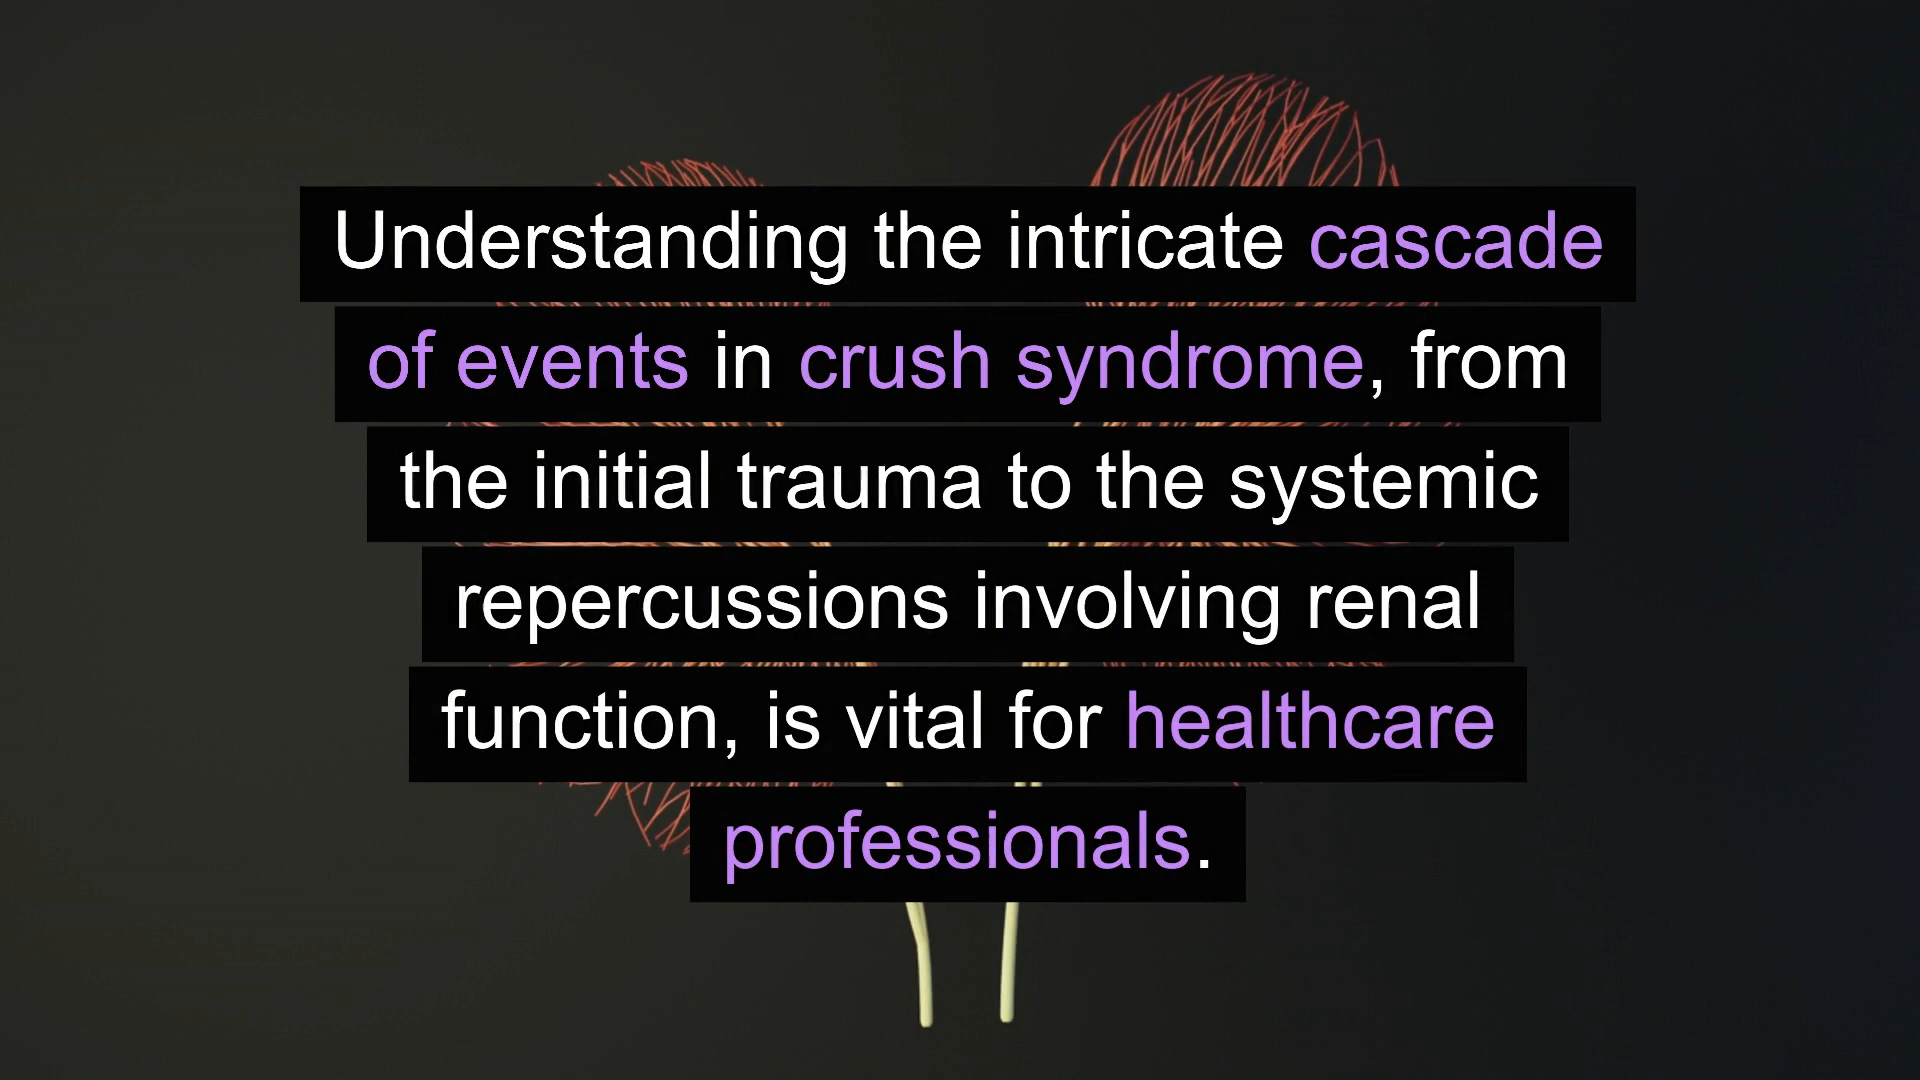 Understanding the intricate cascade
of events in crush syndrome, from
the initial trauma to the systemic
repercussions involving renal
function, is vital for healthcare
professionals.